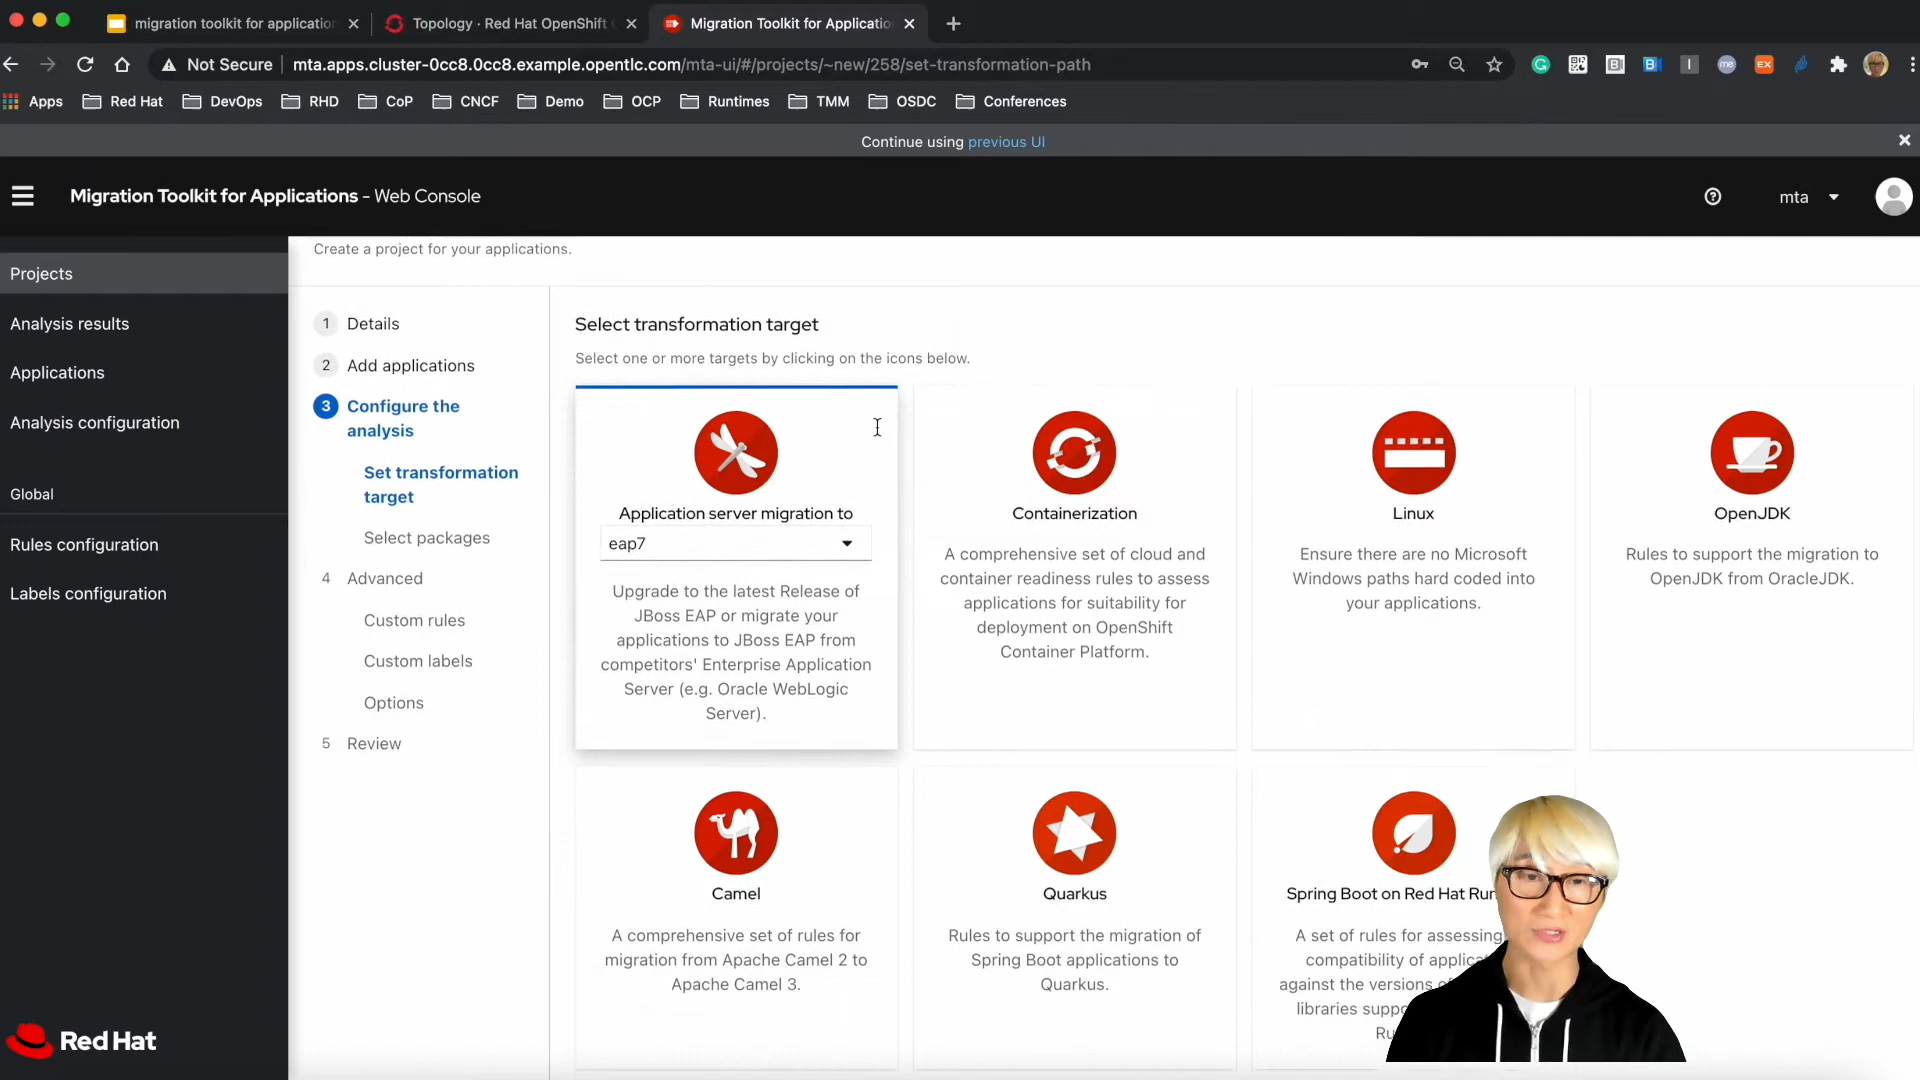 migration toolkit for applicatio
Topology · Red Hat OpenShift
Migration Toolkit for Applicatio
Not Secure
mta.apps.cluster-0cc8.0cc8.example.opentlc.com/mta-ui/#/projects/~new/258/set-transformation-path
Apps
Red Hat
DevOps
RHD
CoP
CNCF
Demo
OCP
Runtimes
TMM
OSDC
Conferences
Continue using previous UI
Migration Toolkit for Applications - Web Console
mta
Projects
Analysis results
Applications
Analysis configuration
Global
Rules configuration
Labels configuration
Red Hat
Create a project for your applications.
1 Details
2 Add applications
3 Configure the
analysis
Set transformation
target
Select packages
4 Advanced
Custom rules
Custom labels
Options
5 Review
Select transformation target
Select one or more targets by clicking on the icons below.
Application server migration to
eap7
Upgrade to the latest Release of
JBoss EAP or migrate your
applications to JBoss EAP from
competitors' Enterprise Application
Server (e.g. Oracle WebLogic
Server).
Containerization
A comprehensive set of cloud and
container readiness rules to assess
applications for suitability for
deployment on OpenShift
Container Platform.
Linux
Ensure there are no Microsoft
Windows paths hard coded into
your applications.
OpenJDK
Rules to support the migration to
OpenJDK from OracleJDK.
Camel
A comprehensive set of rules for
migration from Apache Camel 2 to
Apache Camel 3.
Quarkus
Rules to support the migration of
Spring Boot applications to
Quarkus.
Spring Boot on Red Hat Run
A set of rules for assessing
compatibility of applic
against the versions o
libraries supp
Ru